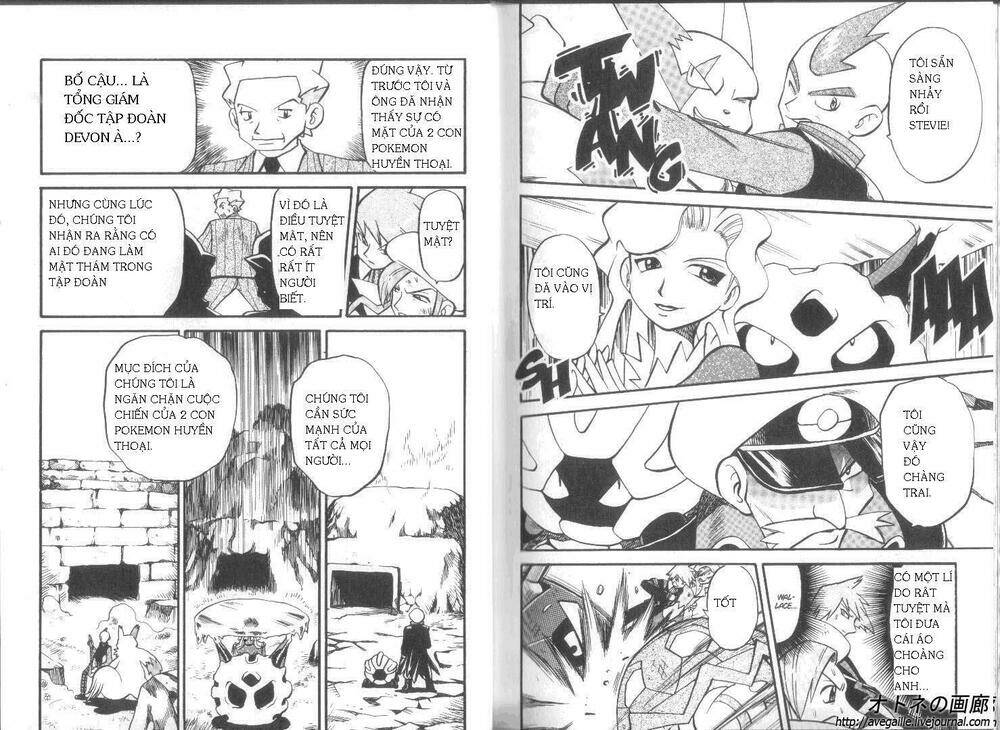 TÔI SẴN
SÀNG
NHẢY
RỒI
STEVIE!
TW
ANG
TÔI CŨNG
ĐÃ VÀO VỊ
TRÍ.
AAAA
SH
TÔI
CŨNG
VẬY
ĐÓ
CHÀNG
TRAI.
CÓ MỘT LÍ
DO RẤT
TUYỆT MÀ
TÔI ĐƯA
CÁI ÁO
CHOÀNG
CHO
ANH...
WAL-
LACE...
TỐT
ĐÚNG VẬY. TỪ
TRƯỚC TÔI VÀ
ÔNG ĐÃ NHẬN
THẤY SỰ CÓ
MẶT CỦA 2 CON
POKEMON
HUYỀN THOẠI.
BỐ CẬU... LÀ
TỔNG GIÁM
ĐỐC TẬP ĐOÀN
DEVON À...?
TUYỆT
MẬT?
VÌ ĐÓ LÀ
ĐIỀU TUYỆT
MẬT, NÊN
CÓ RẤT
RẤT ÍT
NGƯỜI
BIẾT.
NHƯNG CÙNG LÚC
ĐÓ, CHÚNG TÔI
NHẬN RA RẰNG CÓ
AI ĐÓ ĐANG LÀM
MẬT THÁM TRONG
TẬP ĐOÀN
CHÚNG TÔI
CẦN SỨC
MẠNH CỦA
TẤT CẢ MỌI
NGƯỜI...
MỤC ĐÍCH CỦA
CHÚNG TÔI LÀ
NGĂN CHẶN CUỘC
CHIẾN CỦA 2 CON
POKEMON HUYỀN
THOẠI.
オトネの画廊
http://avegaille.livejournal.com/